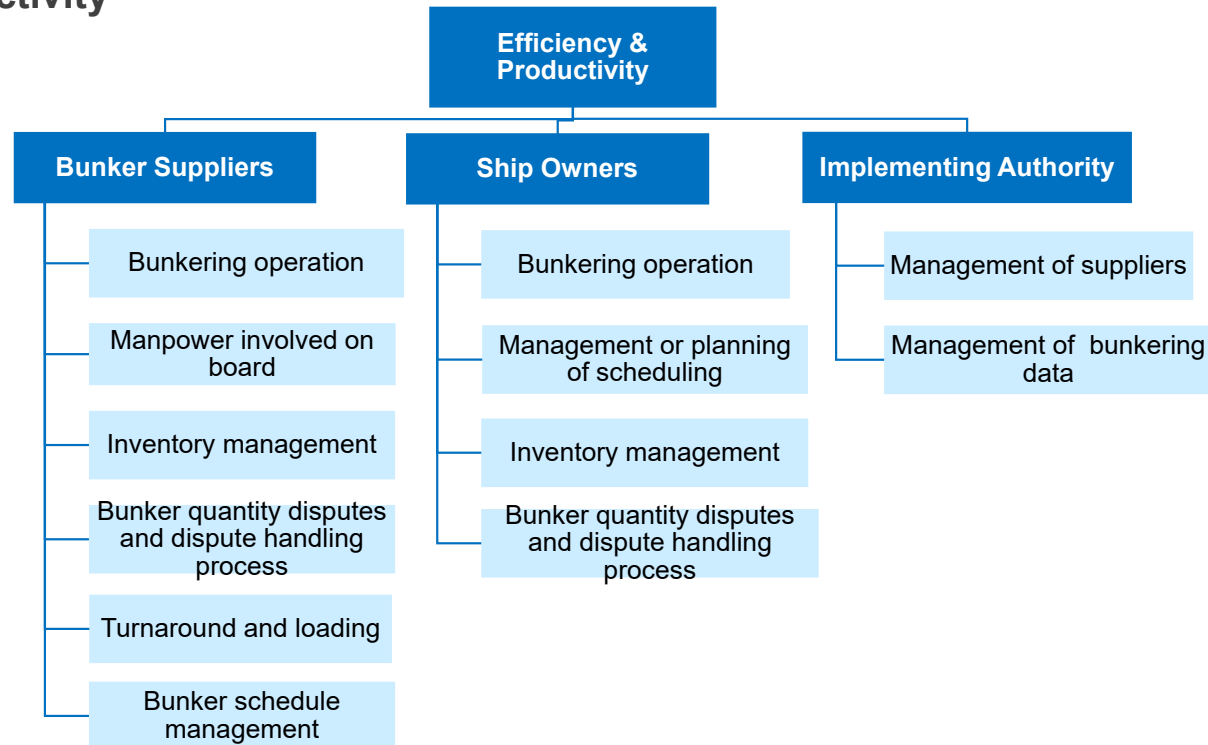 Efficiency &
Productivity
Bunker Suppliers
Bunkering operation
Manpower involved on
board
Inventory management
Bunker quantity disputes
and dispute handling
process
Turnaround and loading
Bunker schedule
management
Ship Owners
Bunkering operation
Management or planning
of scheduling
Inventory management
Bunker quantity disputes
and dispute handling
process
Implementing Authority
Management of suppliers
Management of bunkering
data